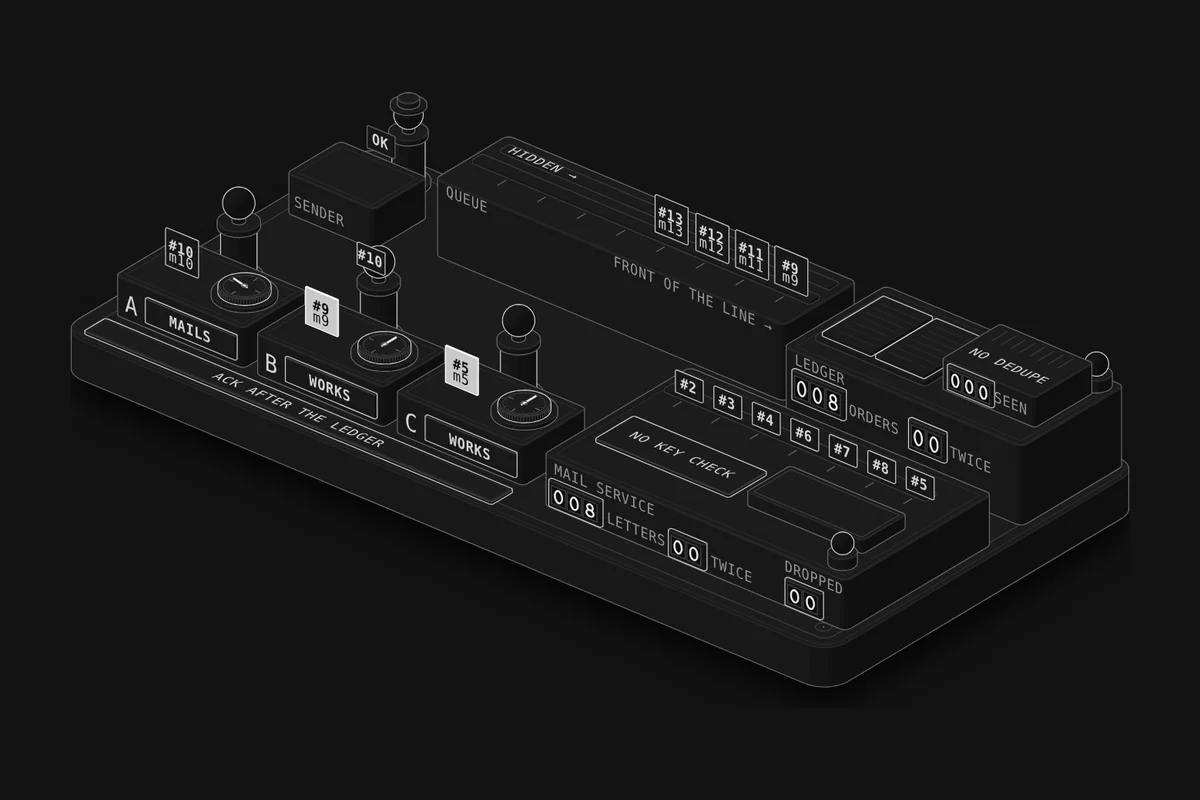 OK
SENDER
HIDDEN →
QUEUE
#13
m13
#12
m12
#11
m11
#9
m9
FRONT OF THE LINE →
#10
m10
A
MAILS
#10
#9
m9
B
WORKS
#5
m5
C
WORKS
ACK AFTER THE LEDGER
LEDGER
008
ORDERS
00
TWICE
NO DEDUPE
000
SEEN
#2
#3
#4
#6
#7
#8
#5
NO KEY CHECK
MAIL SERVICE
008
LETTERS
00
TWICE
DROPPED
00